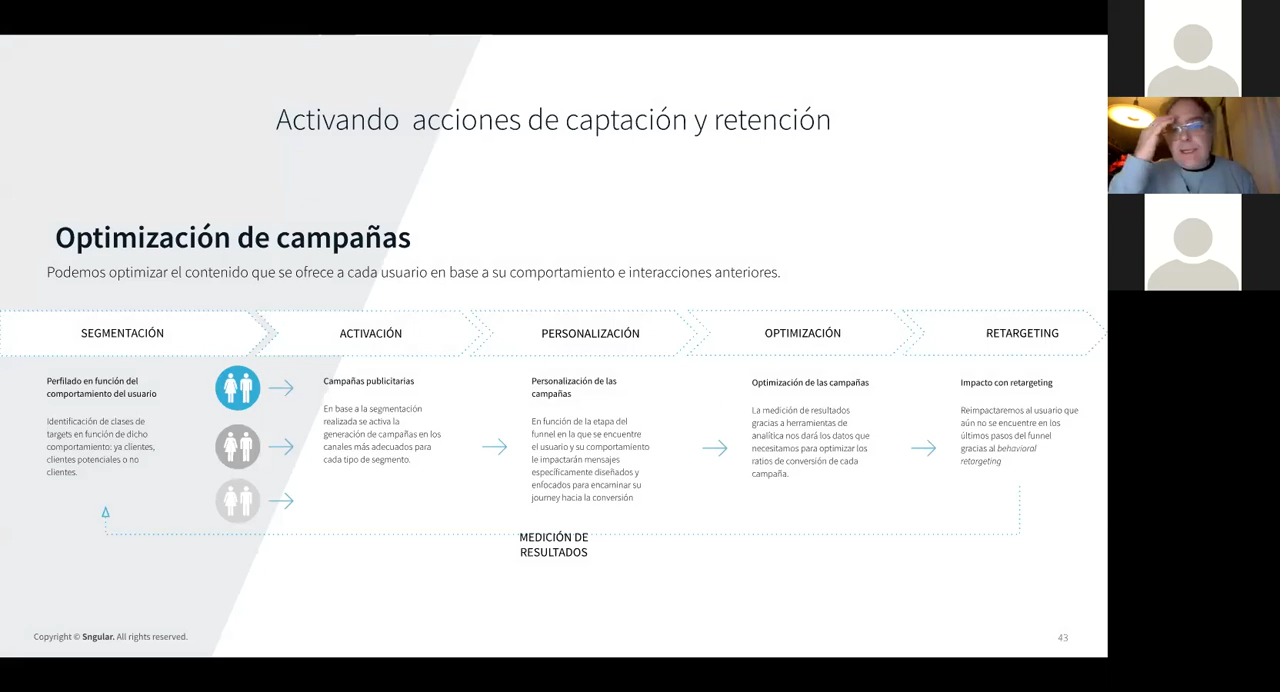 Activando  acciones de captación y retención
Optimización de campañas
Podemos optimizar el contenido que se ofrece a cada usuario en base a su comportamiento e interacciones anteriores.
SEGMENTACIÓN
ACTIVACIÓN
PERSONALIZACIÓN
OPTIMIZACIÓN
RETARGETING
Perfilado en función del
comportamiento del usuario
Identificación de clases de
targets en función de dicho
comportamiento: ya clientes,
clientes potenciales o no
clientes.
Campañas publicitarias
En base a la segmentación
realizada se activa la
generación de campañas en los
canales más adecuados para
cada tipo de segmento.
Personalización de las
campañas
En función de la etapa del
funnel en la que se encuentre
el usuario y su comportamiento
le impactarán mensajes
específicamente diseñados y
enfocados para encaminar su
journey hacia la conversión
Optimización de las campañas
La medición de resultados
gracias a herramientas de
analítica nos dará los datos que
necesitamos para optimizar los
ratios de conversión de cada
campaña.
Impacto con retargeting
Reimpactaremos al usuario que
aún no se encuentre en los
últimos pasos del funnel
gracias al behavioral
retargeting
MEDICIÓN DE
RESULTADOS
Copyright © Sngular. All rights reserved.
43